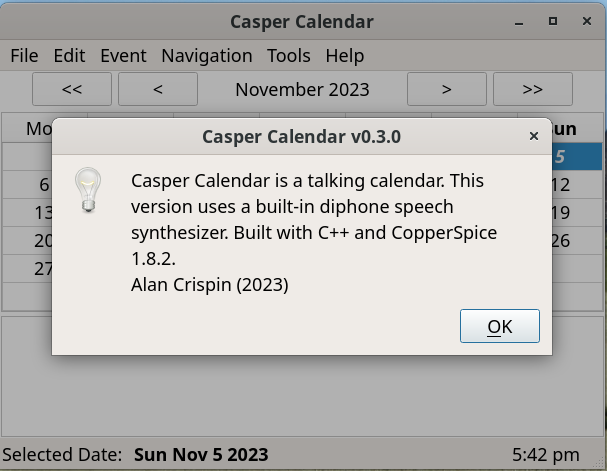 Casper Calendar
File Edit Event Navigation Tools Help
<< < November 2023 > >>
Mo un
Casper Calendar v0.3.0
5
6 12
13 19
20 26
27
Casper Calendar is a talking calendar. This
version uses a built-in diphone speech
synthesizer. Built with C++ and CopperSpice
1.8.2.
Alan Crispin (2023)
OK
Selected Date: Sun Nov 5 2023 5:42 pm